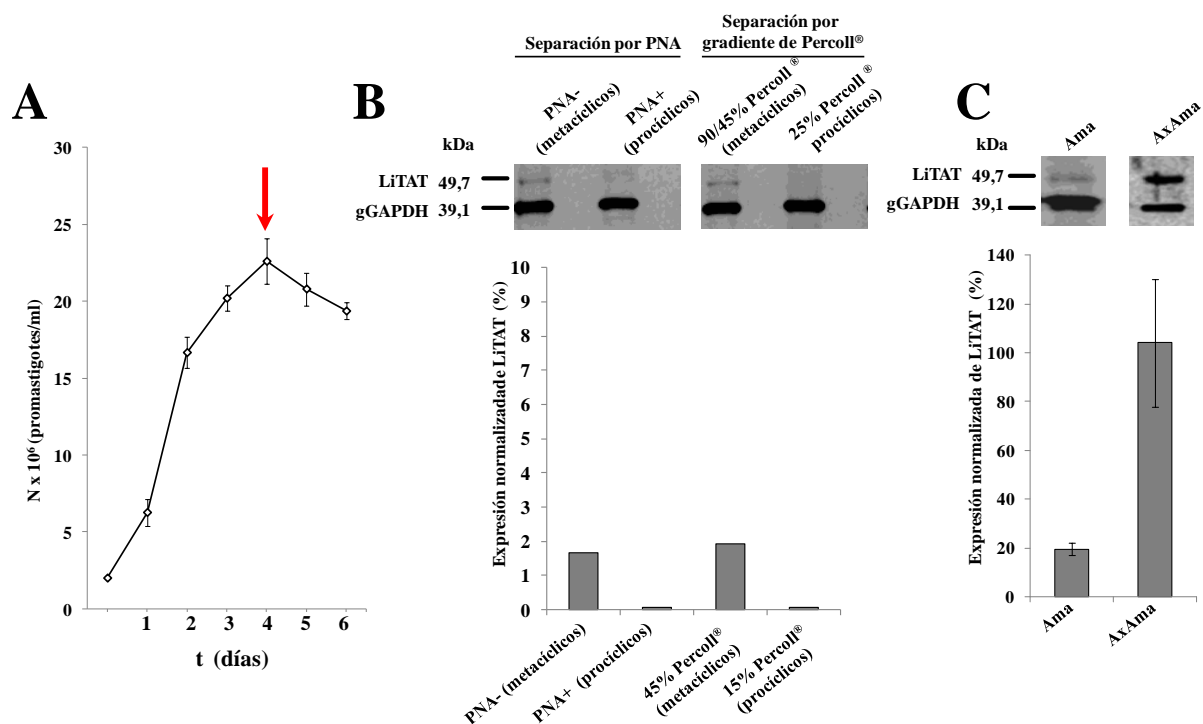 A
30
25
20
15
10
5
0
N x 10⁶ (promastigotes/ml)
1 2 3 4 5 6
t (días)
B
Separación por PNA
Separación por
gradiente de Percoll®
PNA-
(metacíclicos)
PNA+
(procíclicos)
90/45% Percoll ®
(metacíclicos)
25% Percoll ®
procíclicos)
kDa
LiTAT 49,7
gGAPDH 39,1
10
9
8
7
6
5
4
3
2
1
0
Expresión normalizadade LiTAT (%)
PNA- (metacíclicos)
PNA+ (procíclicos)
45% Percoll®
(metacíclicos)
15% Percoll®
(procíclicos)
C
Ama
AxAma
kDa
LiTAT 49,7
gGAPDH 39,1
140
120
100
80
60
40
20
0
Expresión normalizada de LiTAT (%)
Ama
AxAma